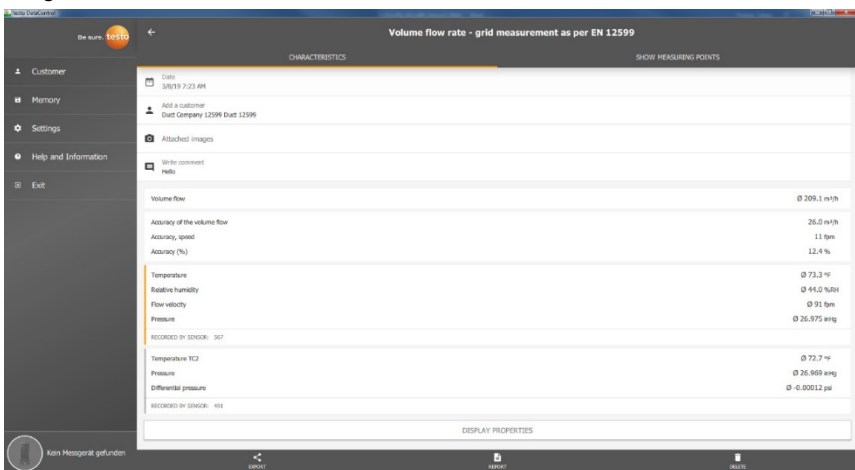 Testo DataControl
Be sure. testo
Volume flow rate - grid measurement as per EN 12599
CHARACTERISTICS
SHOW MEASURING POINTS
Customer
Memory
Settings
Help and Information
Exit
Date
3/8/19 7:23 AM
Add a customer
Duct Company 12599 Duct 12599
Attached images
Write comment
Hello
Volume flow Ø 209.1 m³/h
Accuracy of the volume flow 26.0 m³/h
Accuracy, speed 11 fpm
Accuracy (%) 12.4 %
Temperature Ø 73.3 °F
Relative humidity Ø 44.0 %RH
Flow velocity Ø 91 fpm
Pressure Ø 26.975 inHg
RECORDED BY SENSOR: 567
Temperature TC2 Ø 72.7 °F
Pressure Ø 26.969 inHg
Differential pressure Ø -0.00012 psi
RECORDED BY SENSOR:
DISPLAY PROPERTIES
Kein Messgerät gefunden
EXPORT
REPORT
DELETE